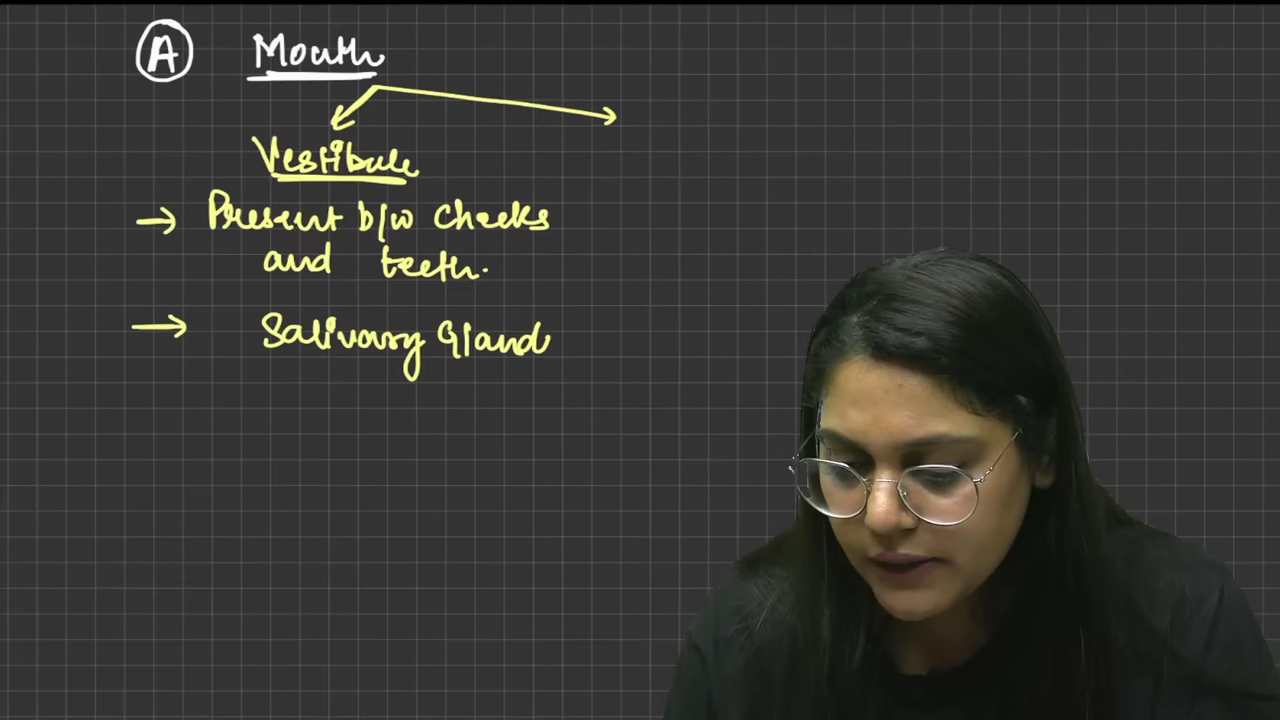 A Mouth
Vestibule
→ Present b/w cheeks
and teeth.
→ Salivary Gland